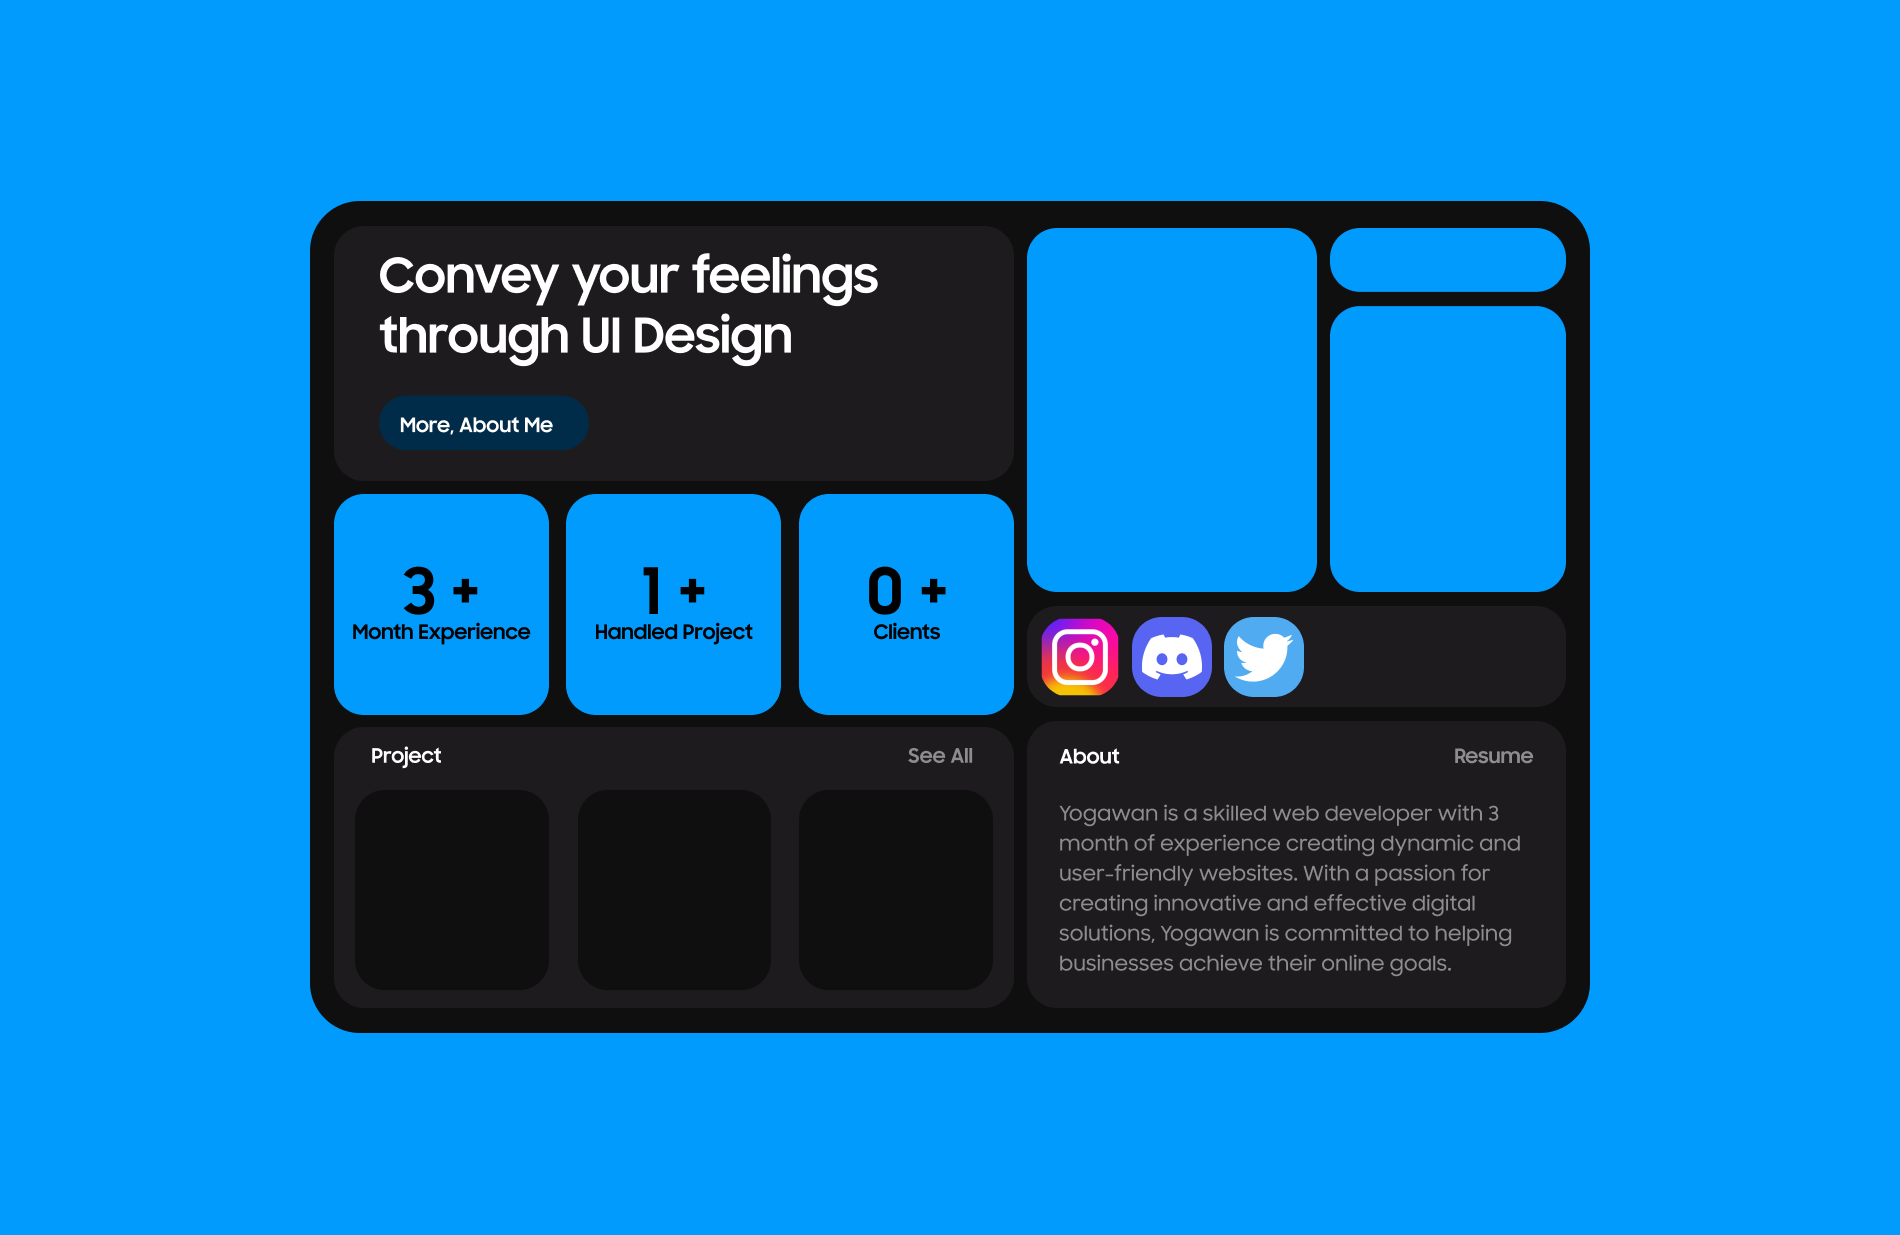 Convey your feelings
through UI Design
More, About Me
3 +
Month Experience
1 +
Handled Project
0 +
Clients
Project
See All
About
Resume
Yogawan is a skilled web developer with 3
month of experience creating dynamic and
user-friendly websites. With a passion for
creating innovative and effective digital
solutions, Yogawan is committed to helping
businesses achieve their online goals.